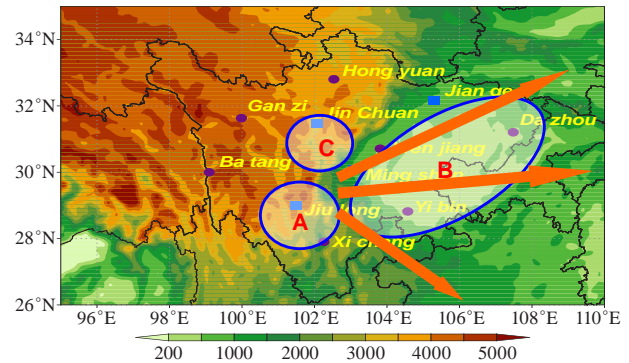 34°N
32°N
30°N
28°N
26°N
Hong yuan
Jian ge
Gan zi
Jin Chuan
Da zhou
C
jiang
Ba tang
Ming shan
B
A
Jiu long
Yi bin
Xi chang
96°E 98°E 100°E 102°E 104°E 106°E 108°E 110°E
200 1000 2000 3000 4000 5000